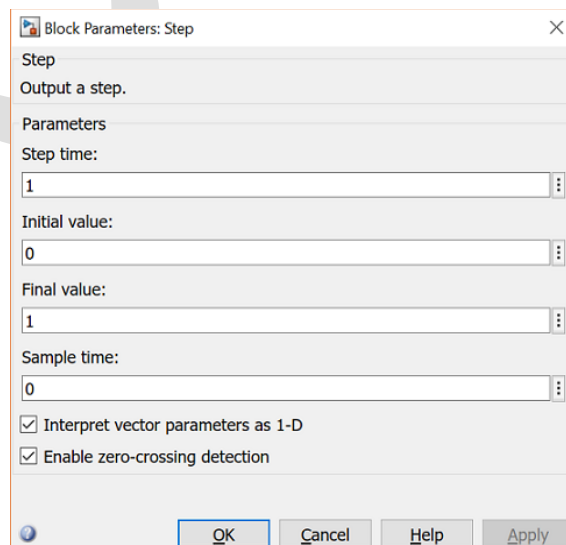 Block Parameters: Step
Step
Output a step.
Parameters
Step time:
1
Initial value:
0
Final value:
1
Sample time:
0
Interpret vector parameters as 1-D
Enable zero-crossing detection
OK Cancel Help Apply